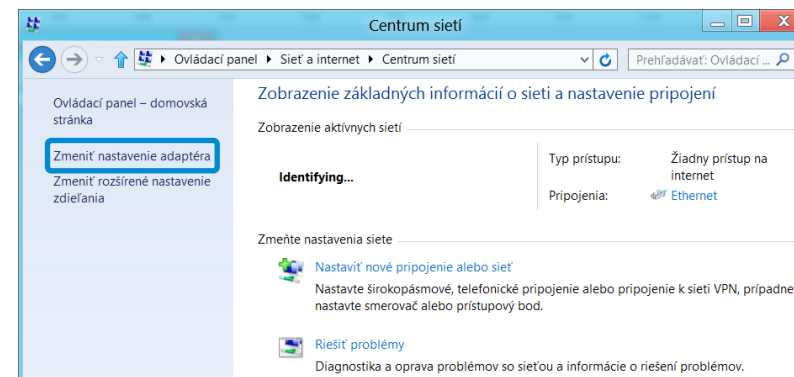 Centrum sietí
Ovládací panel Sieť a internet Centrum sietí
Prehľadávať: Ovládací ...
Ovládací panel – domovská
stránka
Zmeniť nastavenie adaptéra
Zmeniť rozšírené nastavenie
zdieľania
Zobrazenie základných informácií o sieti a nastavenie pripojení
Zobrazenie aktívnych sietí
Identifying...
Typ prístupu: Žiadny prístup na
internet
Pripojenia: Ethernet
Zmeňte nastavenia siete
Nastaviť nové pripojenie alebo sieť
Nastavte širokopásmové, telefonické pripojenie alebo pripojenie k sieti VPN, prípadne
nastavte smerovač alebo prístupový bod.
Riešiť problémy
Diagnostika a oprava problémov so sieťou a informácie o riešení problémov.